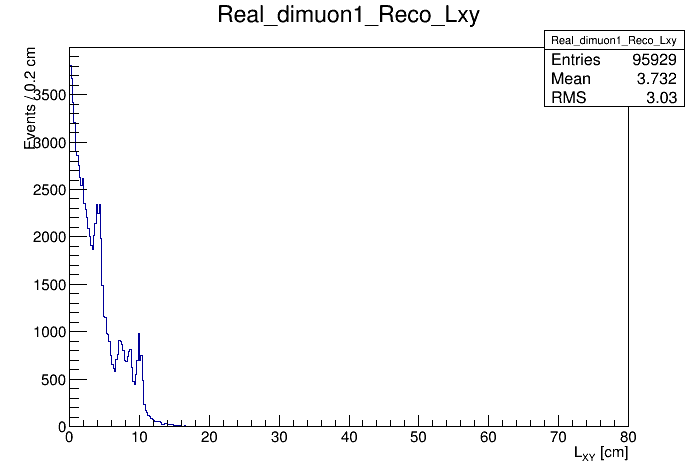 Real_dimuon1_Reco_Lxy
Real_dimuon1_Reco_Lxy
Entries 95929
Mean 3.732
RMS 3.03
Events / 0.2 cm
3500
3000
2500
2000
1500
1000
500
0
0 10 20 30 40 50 60 70 80
L_XY [cm]